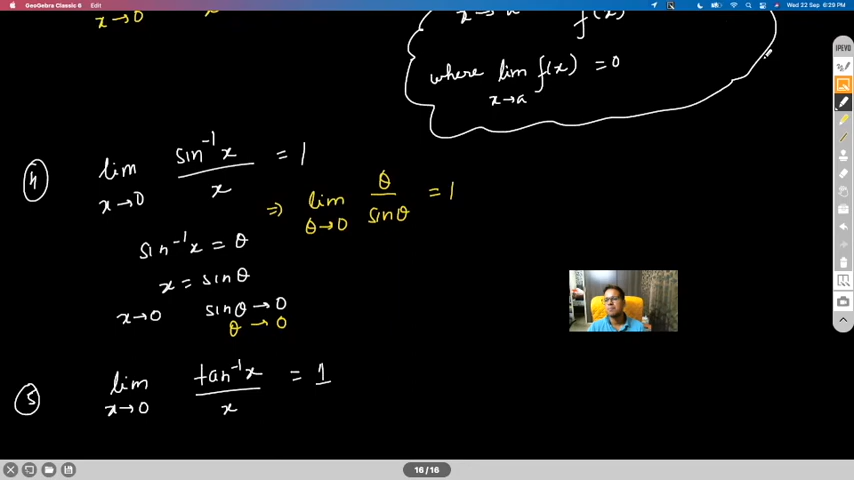 GeoGebra Classic 6 Edit
Wed 22 Sep 6:29 PM
x→0
x→a f(x)
where lim f(x) = 0
x→a
IPEVO
4 lim sin⁻¹x / x = 1
x→0
⇒ lim θ / sinθ = 1
θ→0
sin⁻¹x = θ
x = sinθ
x→0 sinθ→0
θ → 0
5 lim tan⁻¹x / x = 1
x→0
16/16